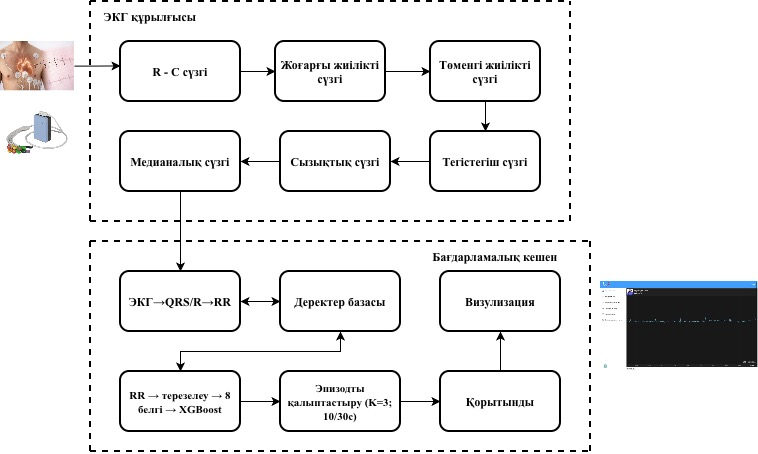 ЭКГ құрылғысы
R - C сүзгі
Жоғарғы жиілікті
сүзгі
Төменгі жиілікті
сүзгі
Медианалық сүзгі
Сызықтық сүзгі
Тегістегіш сүзгі
Бағдарламалық кешен
ЭКГ→QRS/R→RR
Деректер базасы
Визулизация
RR → терезелеу → 8
белгі → XGBoost
Эпизодты
қалыптастыру (K=3;
10/30с)
Қорытынды